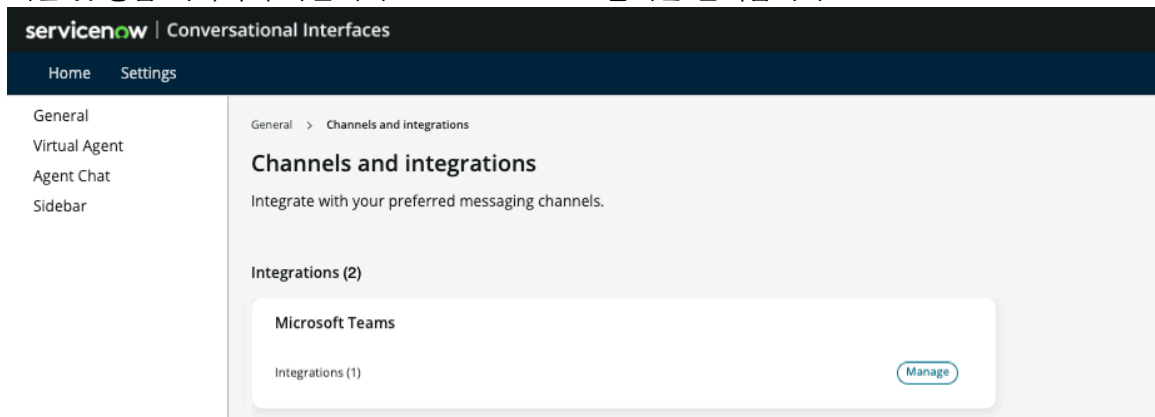 servicenow | Conversational Interfaces
Home Settings
General
Virtual Agent
Agent Chat
Sidebar
General > Channels and integrations
Channels and integrations
Integrate with your preferred messaging channels.
Integrations (2)
Microsoft Teams
Integrations (1)
Manage